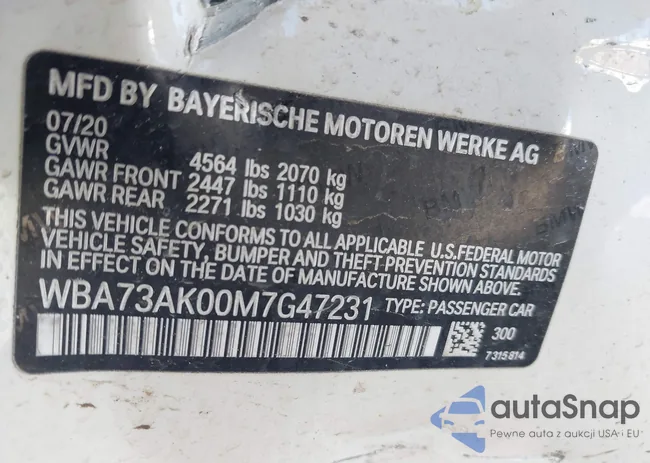 MFD BY BAYERISCHE MOTOREN WERKE AG
07/20
GVWR 4564 lbs 2070 kg
GAWR FRONT 2447 lbs 1110 kg
GAWR REAR 2271 lbs 1030 kg
THIS VEHICLE CONFORMS TO ALL APPLICABLE U.S.FEDERAL MOTOR
VEHICLE SAFETY, BUMPER AND THEFT PREVENTION STANDARDS
IN EFFECT ON THE DATE OF MANUFACTURE SHOWN ABOVE.
WBA73AK00M7G47231 TYPE: PASSENGER CAR
300
7315814
autaSnap
Pewne auta z aukcji USA i EU